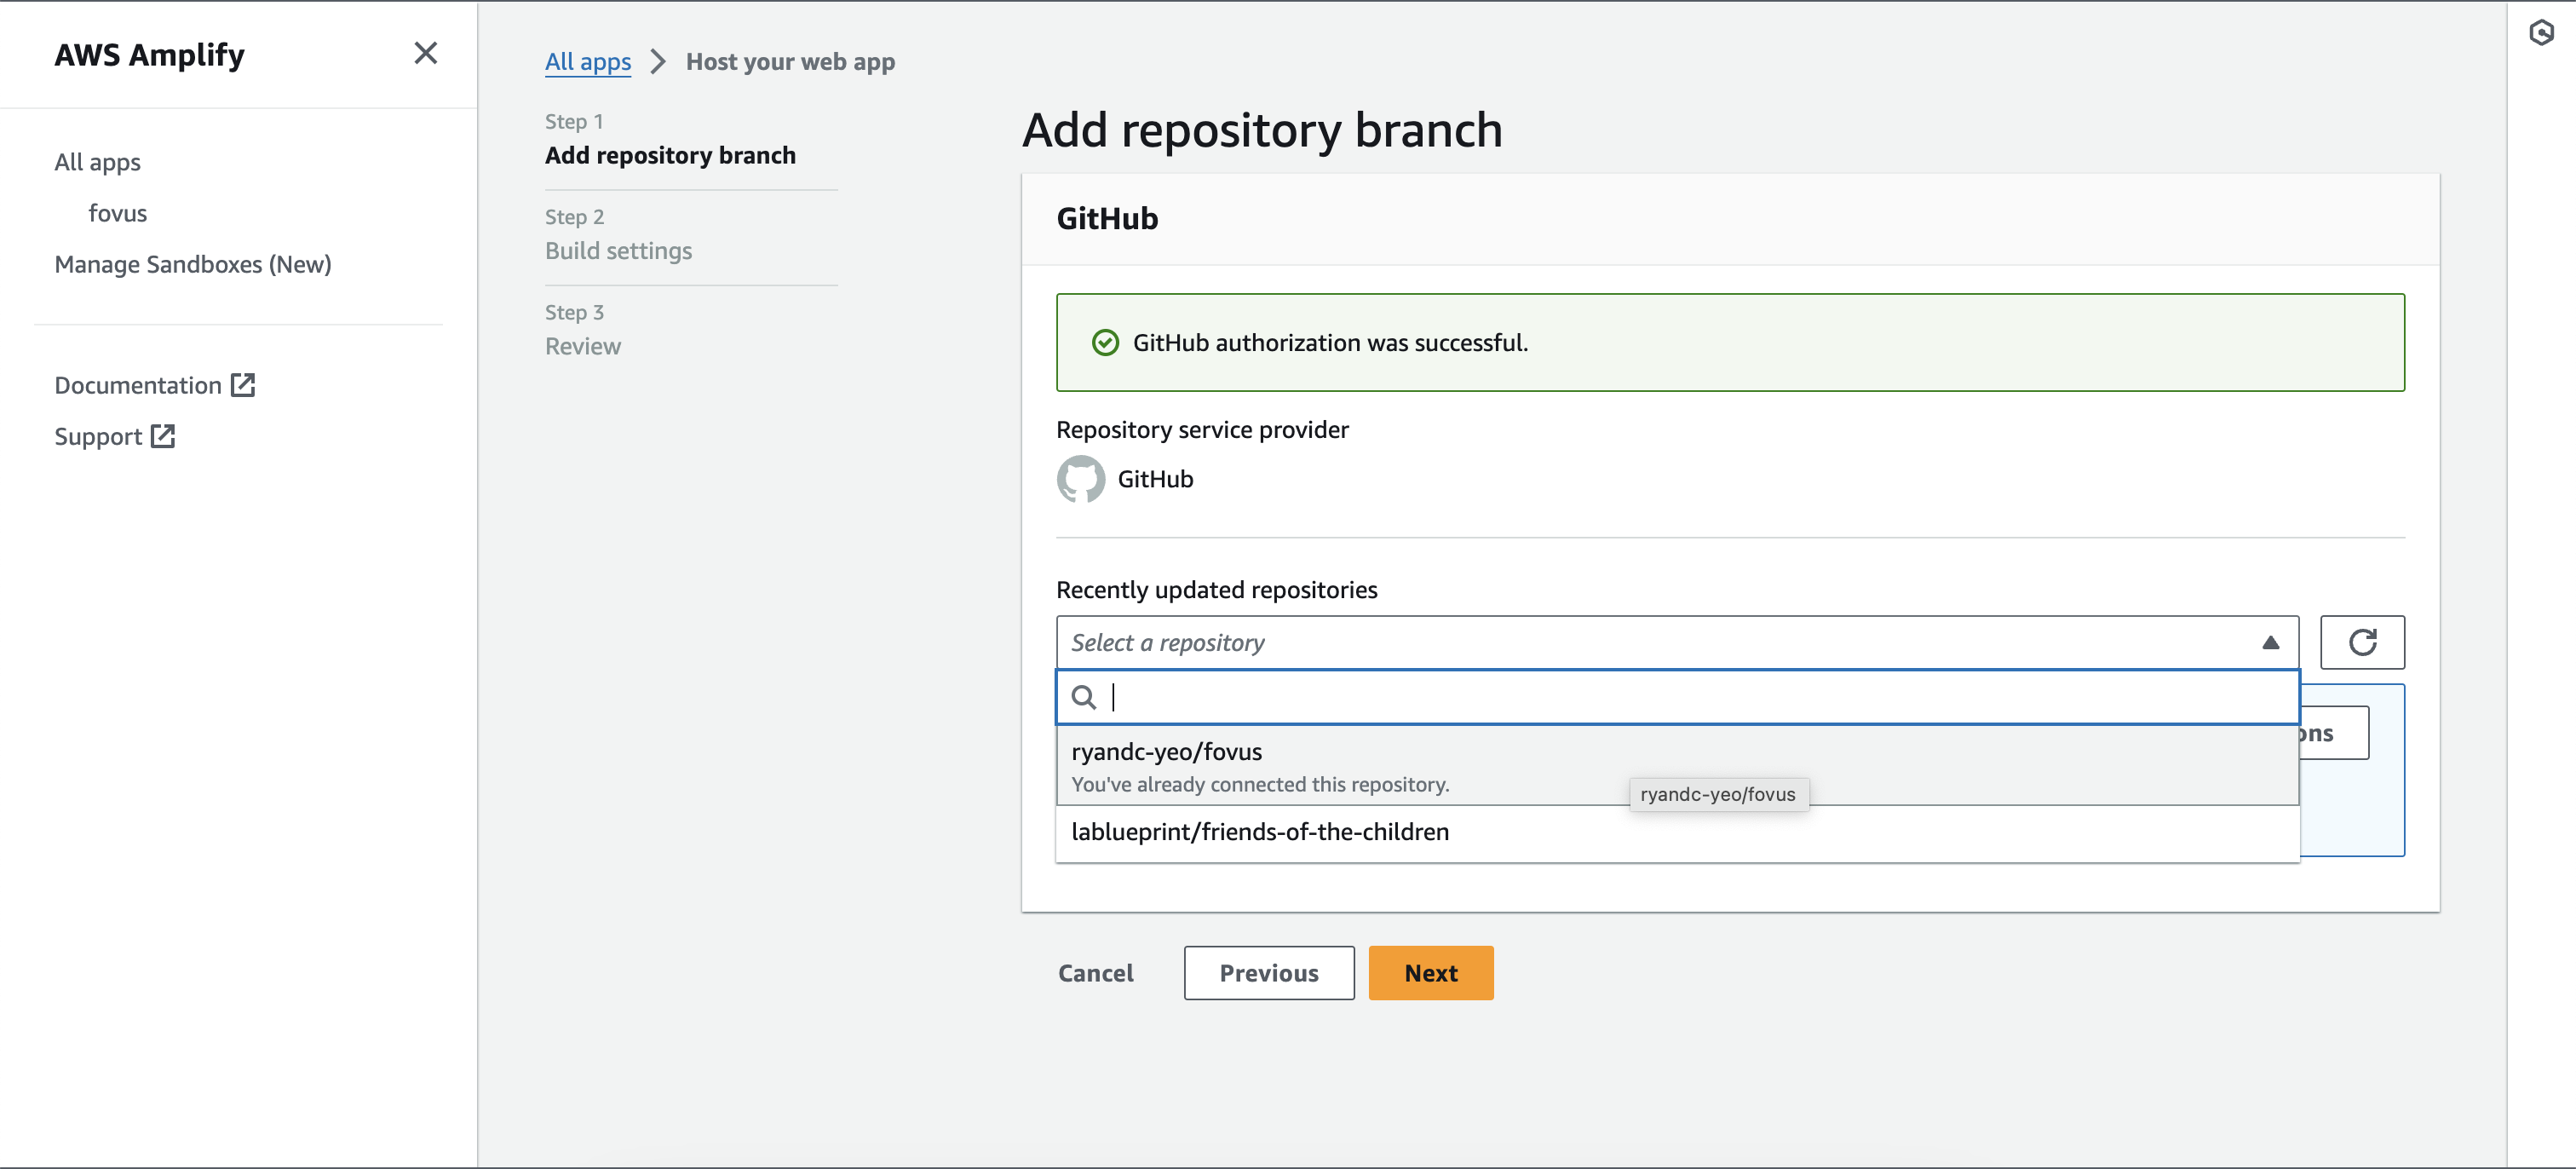 AWS Amplify
All apps
fovus
Manage Sandboxes (New)
Documentation
Support
All apps > Host your web app
Step 1
Add repository branch
Step 2
Build settings
Step 3
Review
Add repository branch
GitHub
GitHub authorization was successful.
Repository service provider
GitHub
Recently updated repositories
Select a repository
ryandc-yeo/fovus
You've already connected this repository.
ryandc-yeo/fovus
lablueprint/friends-of-the-children
Cancel
Previous
Next